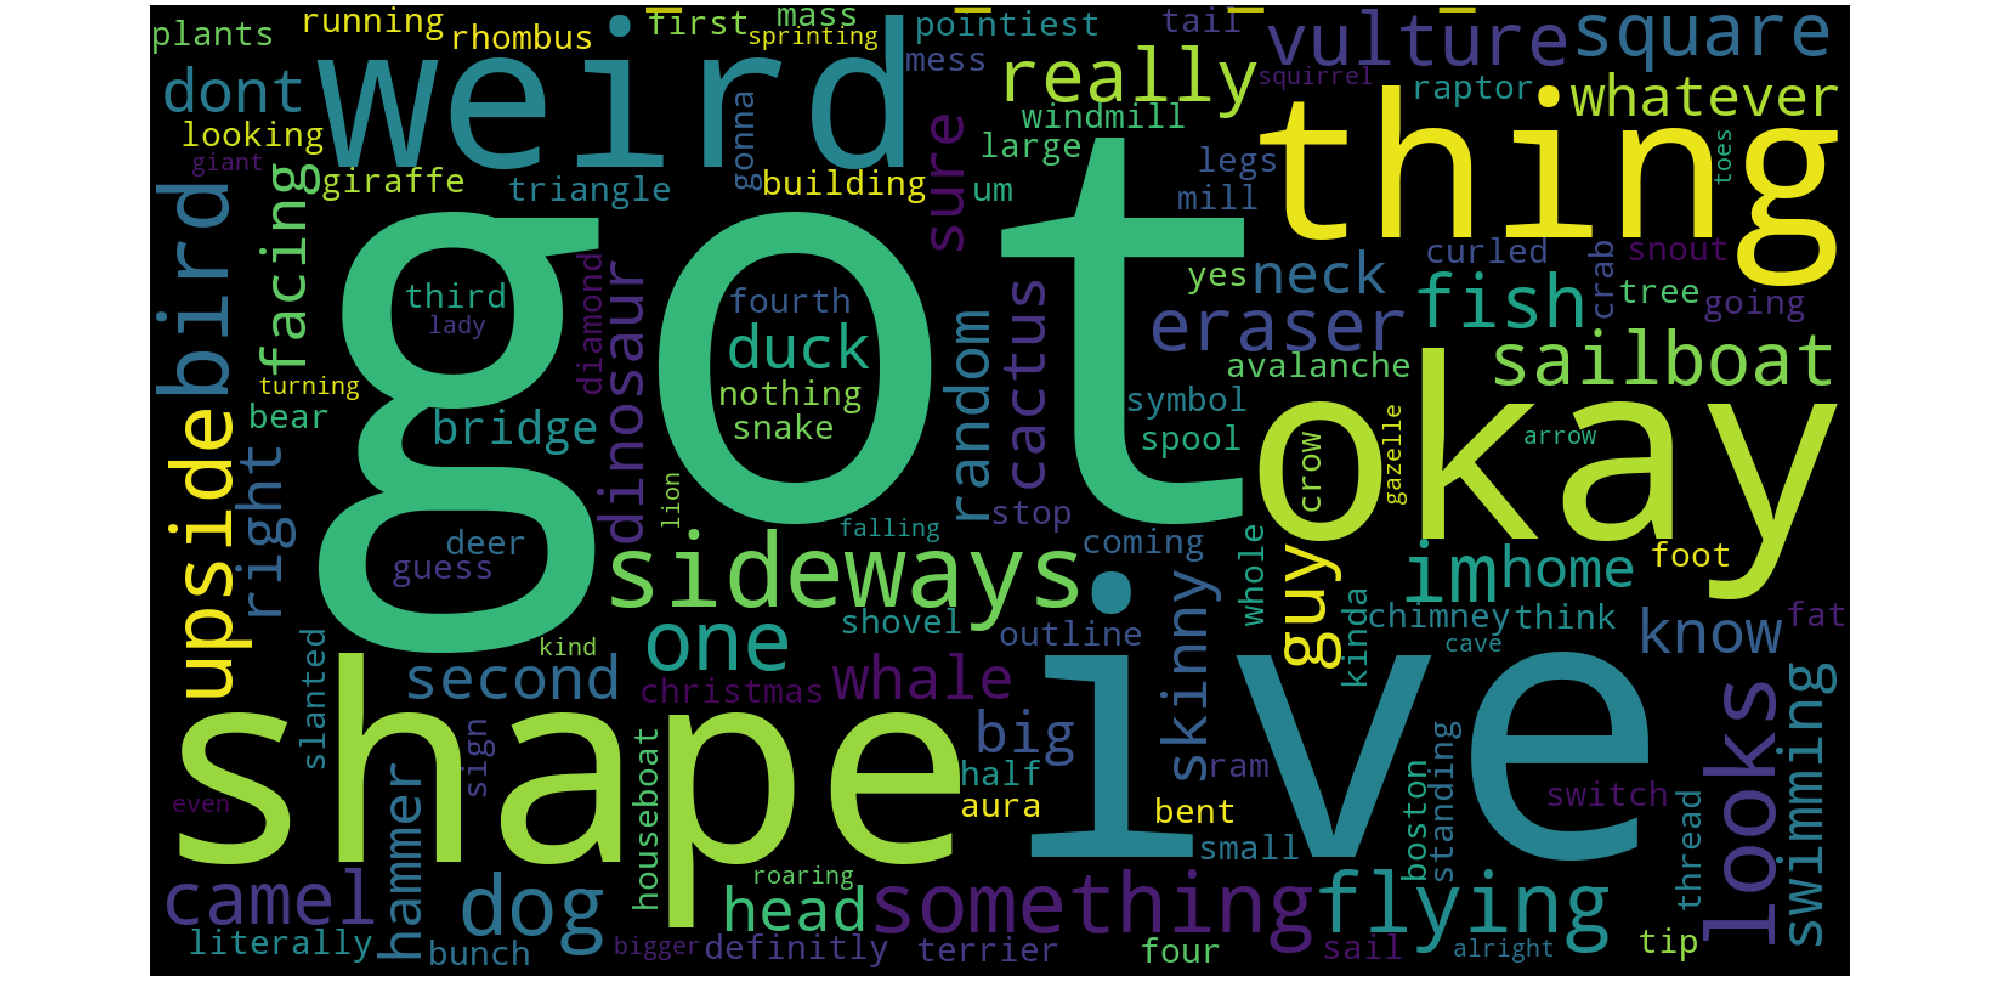 plants
running
rhombus
first
mass
sprinting
pointiest
tail
vulture
square
dont
weird
mess
really
squirrel
raptor
whatever
looking
giant
giraffe
triangle
gonna
building
sure
windmill
large
um
legs
mill
thing
toes
bird
facing
got
third
lady
diamond
dinosaur
fourth
duck
nothing
snake
random
cactus
yes
neck
eraser
curled
fish
crab
snout
tree
going
turning
bear
bridge
avalanche
symbol
spool
sailboat
okay
crow
gazelle
arrow
upside
right
deer
guess
lion
sideways
falling
stop
coming
skinny
whole
guy
im
home
foot
kind
one
shovel
outline
kinda
chimney
think
cave
know
fat
slanted
second
christmas
whale
big
ive
looks
swimming
shape
sign
houseboat
half
aura
ram
bent
small
boston
standing
switch
thread
even
camel
hammer
dog
head
roaring
something
flying
literally
bunch
bigger
definitly
terrier
four
sail
alright
tip